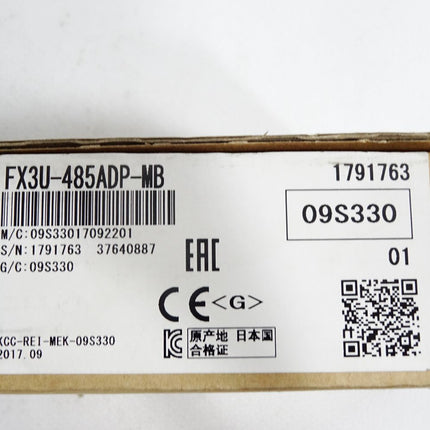 FX3U-485ADP-MB
1791763
M/C:09S33017092201
S/N:1791763 37640887
G/C:09S330
09S330
01
EAC
CE <G>
原产地 日本国
合格证
KCC-REI-MEK-09S330
2017.09